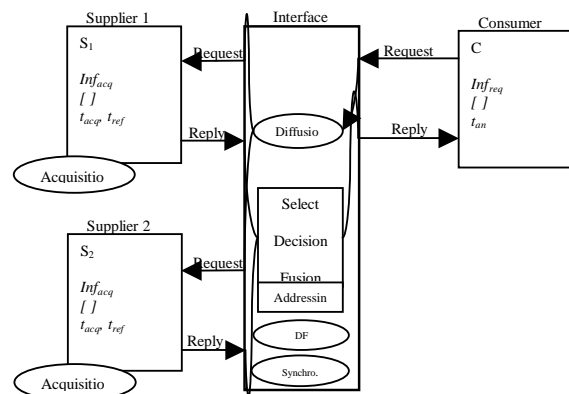 Supplier 1
S1
Infacq
[ ]
tacq, tref
Acquisitio
Request
Reply
Supplier 2
S2
Infacq
[ ]
tacq, tref
Acquisitio
Request
Reply
Interface
Diffusio
Select
Decision
Fusion
Addressin
DF
Synchro.
Request
Reply
Consumer
C
Infreq
[ ]
tan